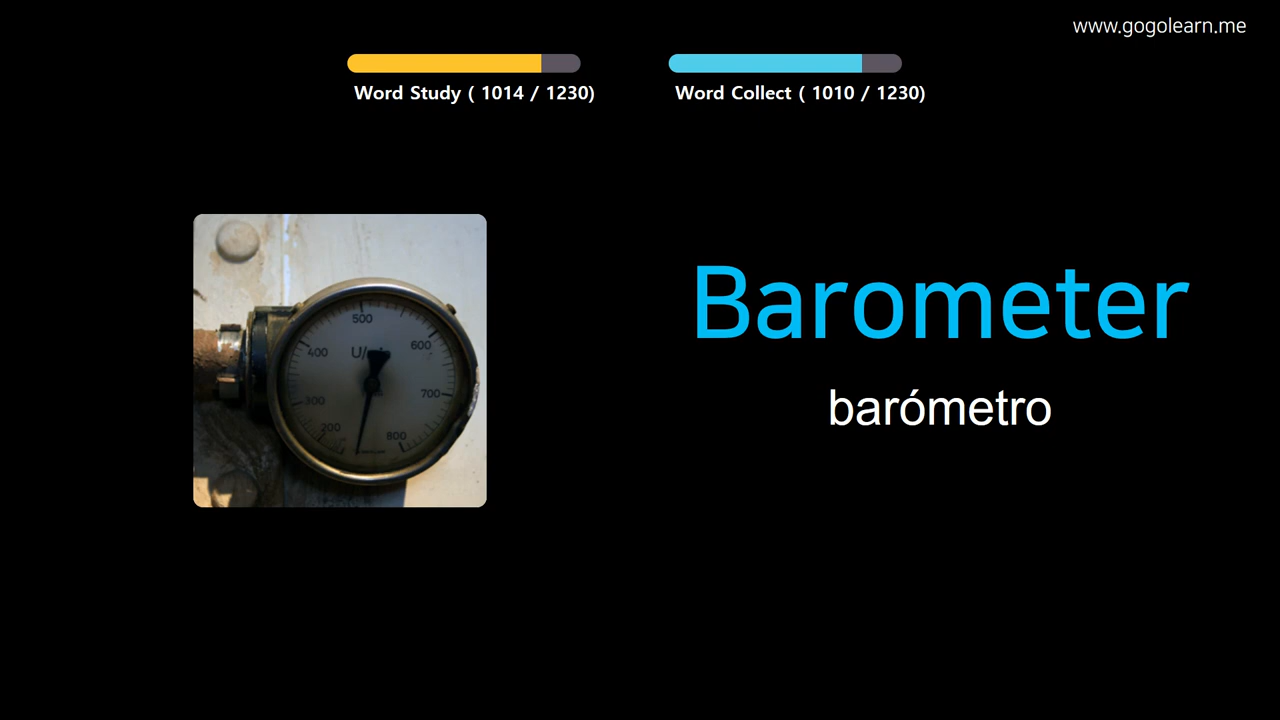 www.gogolearn.me
Word Study ( 1014 / 1230)
Word Collect ( 1010 / 1230)
Barometer
barómetro
500
400
600
300
700
200
800